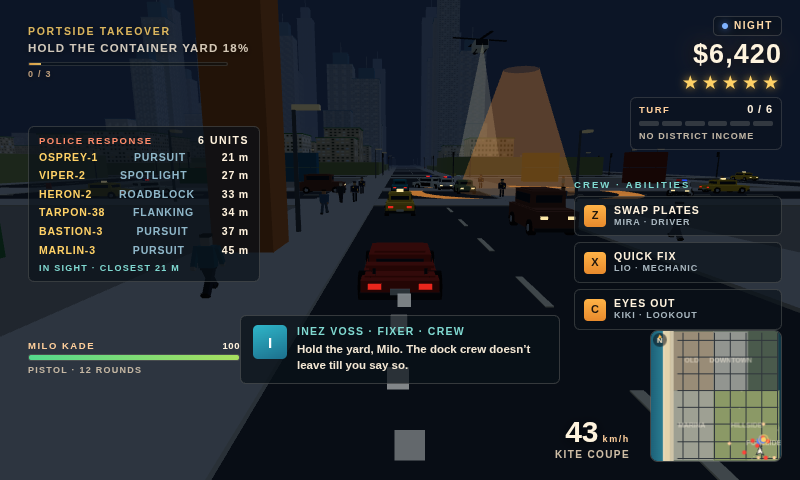 PORTSIDE TAKEOVER
HOLD THE CONTAINER YARD 18%
0 / 3
NIGHT
$6,420
TURF 0 / 6
NO DISTRICT INCOME
POLICE RESPONSE 6 UNITS
OSPREY-1 PURSUIT 21 m
VIPER-2 SPOTLIGHT 27 m
HERON-2 ROADBLOCK 33 m
TARPON-38 FLANKING 34 m
BASTION-3 PURSUIT 37 m
MARLIN-3 PURSUIT 45 m
IN SIGHT · CLOSEST 21 M
CREW · ABILITIES
Z SWAP PLATES
MIRA · DRIVER
X QUICK FIX
LIO · MECHANIC
C EYES OUT
KIKI · LOOKOUT
MILO KADE 100
PISTOL · 12 ROUNDS
I INEZ VOSS · FIXER · CREW
Hold the yard, Milo. The dock crew doesn't
leave till you say so.
43 km/h
KITE COUPE
N
OLD DOWNTOWN